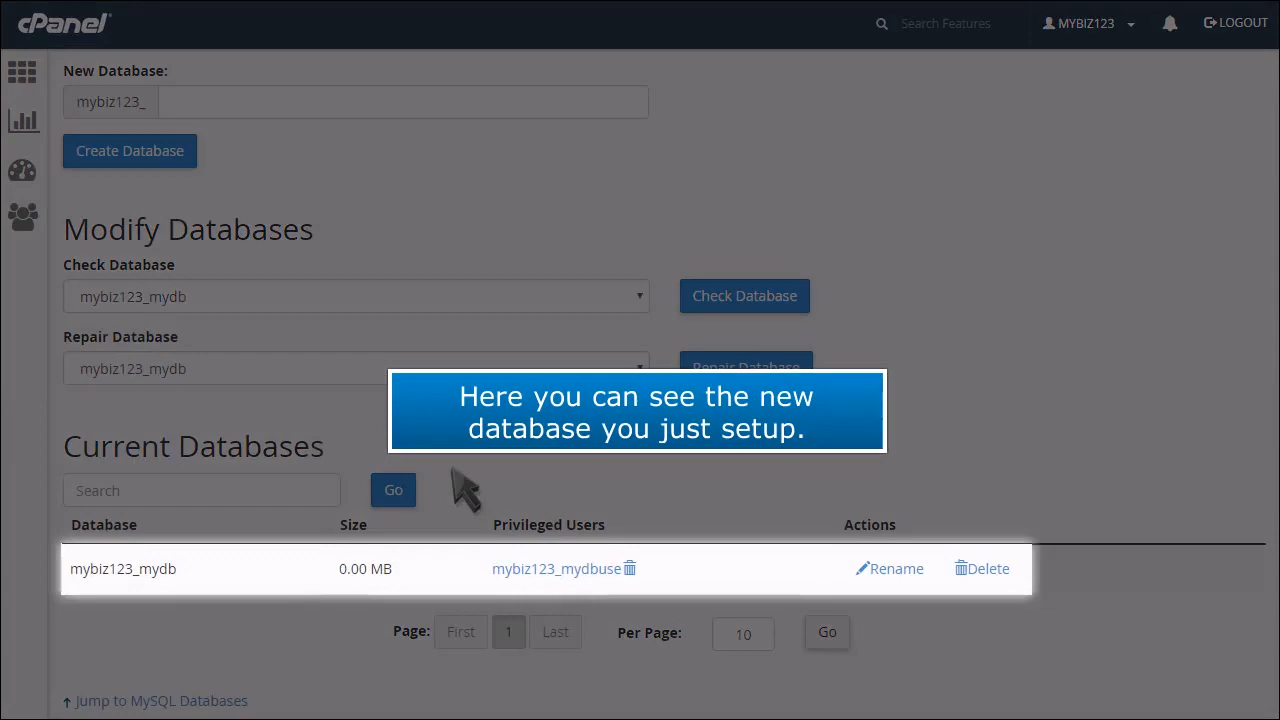 cPanel
Search Features
MYBIZ123
LOGOUT
New Database:
mybiz123_
Create Database
Modify Databases
Check Database
mybiz123_mydb
Check Database
Repair Database
mybiz123_mydb
Repair Database
Here you can see the new
database you just setup.
Current Databases
Search
Go
Database Size Privileged Users Actions
mybiz123_mydb 0.00 MB mybiz123_mydbuse Rename Delete
Page: First 1 Last Per Page: 10 Go
Jump to MySQL Databases